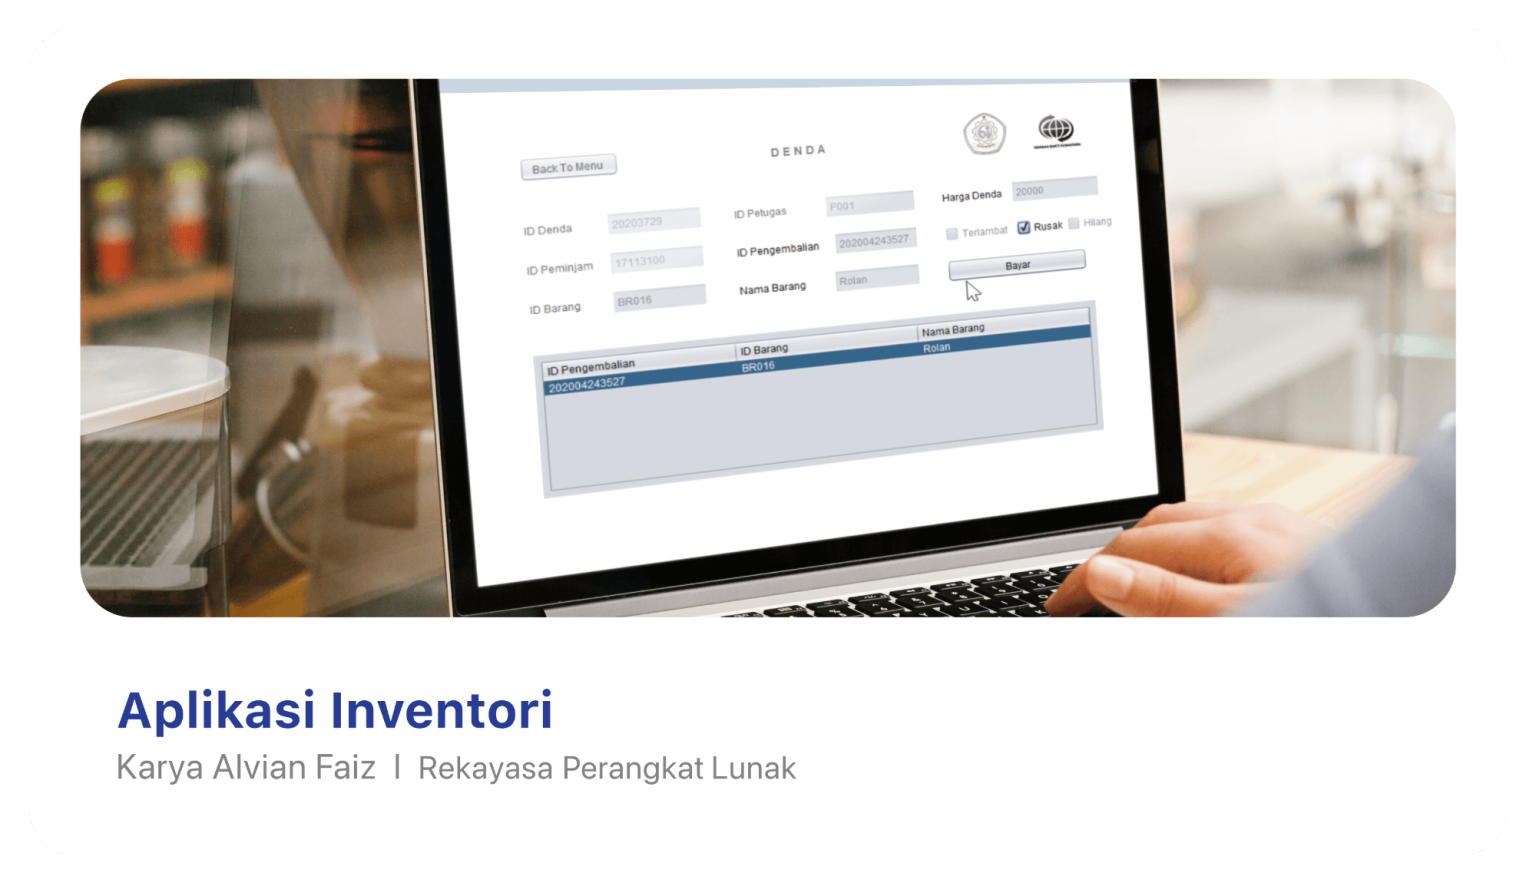 DENDA
Back To Menu
ID Denda 20203729
ID Petugas P001
Harga Denda 20000
ID Peminjam 17113100
ID Pengembalian 202004243527
Terlambat Rusak Hilang
ID Barang BR016
Nama Barang Rolan
Bayar
ID Pengembalian ID Barang Nama Barang
202004243527 BR016 Rolan
Aplikasi Inventori
Karya Alvian Faiz | Rekayasa Perangkat Lunak